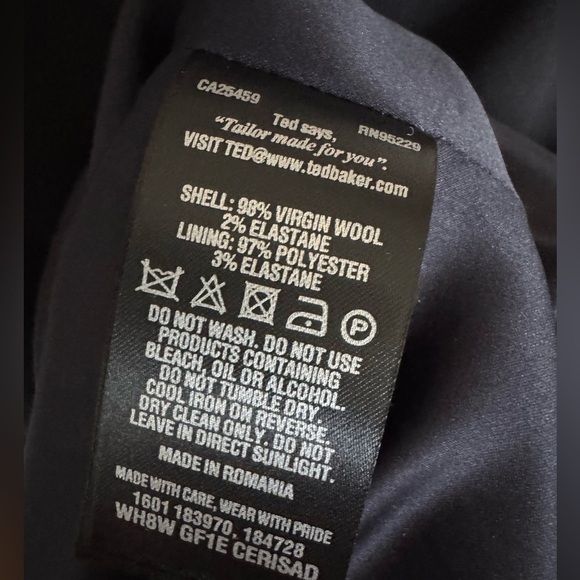 CA25459
RN95229
Ted says,
“Tailor made for you”.
VISIT TED@www.tedbaker.com
SHELL: 98% VIRGIN WOOL
2% ELASTANE
LINING: 97% POLYESTER
3% ELASTANE
P
DO NOT WASH. DO NOT USE
PRODUCTS CONTAINING
BLEACH, OIL OR ALCOHOL.
DO NOT TUMBLE DRY.
COOL IRON ON REVERSE.
DRY CLEAN ONLY. DO NOT
LEAVE IN DIRECT SUNLIGHT.
MADE IN ROMANIA
MADE WITH CARE, WEAR WITH PRIDE
1601 183970, 184728
WH8W GF1E CERISAD